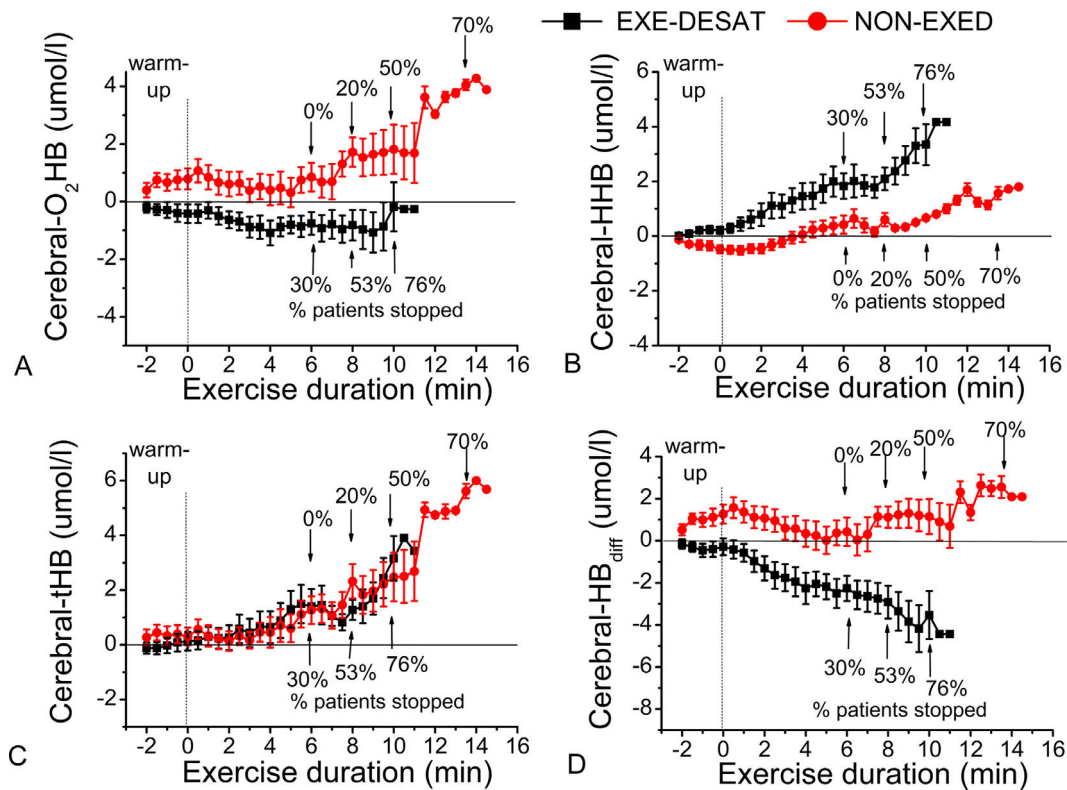 EXE-DESAT NON-EXED
A
Cerebral-O2HB (umol/l)
warm-
up
0%
20%
50%
70%
4
2
0
-2
-4
30%
53%
76%
% patients stopped
-2 0 2 4 6 8 10 12 14 16
Exercise duration (min)
B
Cerebral-HHB (umol/l)
warm-
up
30%
53%
76%
6
4
2
0
-2
-4
0%
20%
50%
70%
% patients stopped
-2 0 2 4 6 8 10 12 14 16
Exercise duration (min)
C
Cerebral-tHB (umol/l)
warm-
up
0%
20%
50%
70%
6
4
2
0
-2
30%
53%
76%
% patients stopped
-2 0 2 4 6 8 10 12 14 16
Exercise duration (min)
D
Cerebral-HBdiff (umol/l)
warm-
up
0%
20%
50%
70%
4
2
0
-2
-4
-6
-8
30%
53%
76%
% patients stopped
-2 0 2 4 6 8 10 12 14 16
Exercise duration (min)